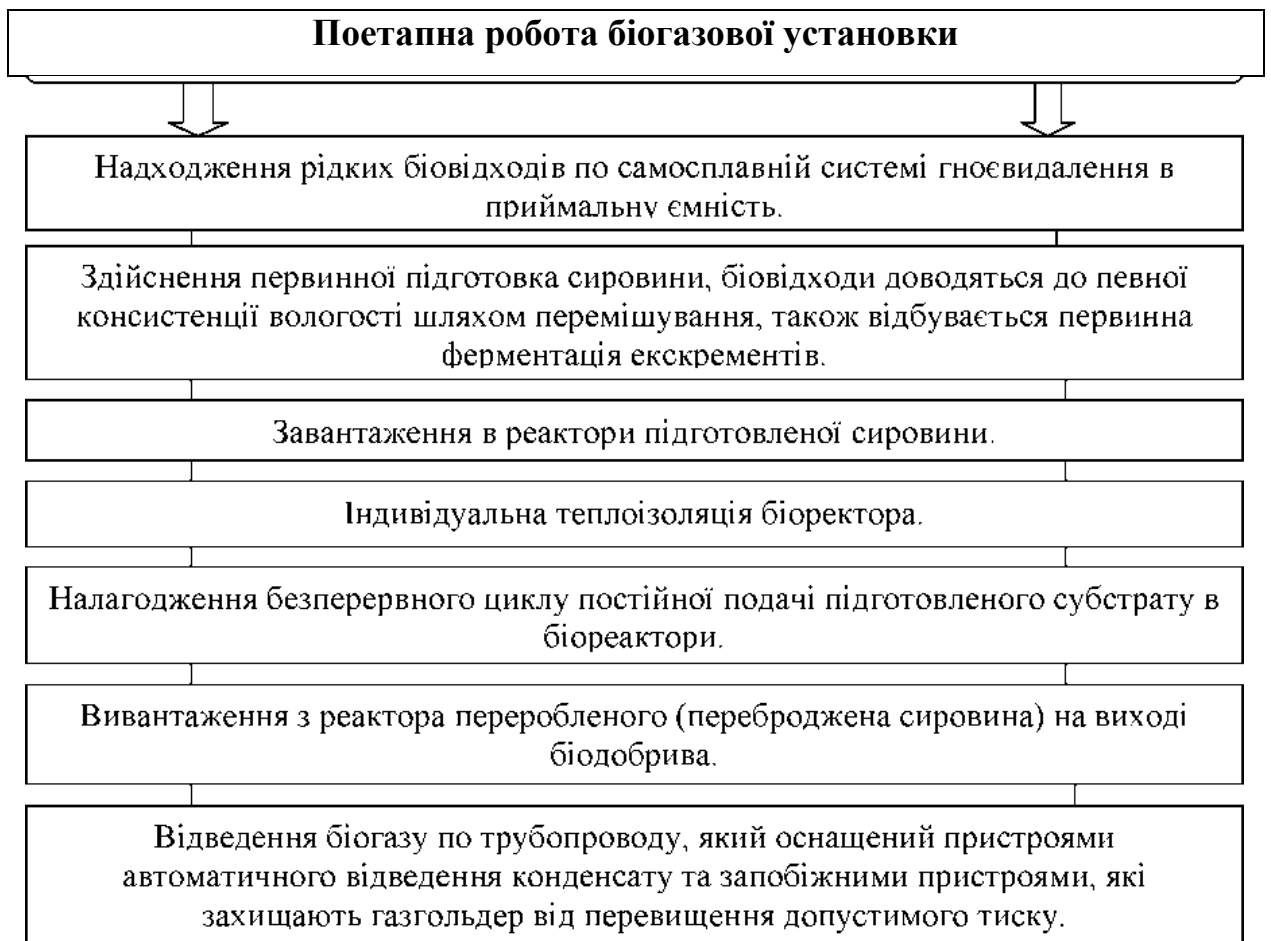 Поетапна робота біогазової установки
Надходження рідких біовідходів по самосплавній системі гноєвидалення в
приймальну ємність.
Здійснення первинної підготовка сировини, біовідходи доводяться до певної
консистенції вологості шляхом перемішування, також відбувається первинна
ферментація екскрементів.
Завантаження в реактори підготовленої сировини.
Індивідуальна теплоізоляція біоректора.
Налагодження безперервного циклу постійної подачі підготовленого субстрату в
біореактори.
Вивантаження з реактора переробленого (переброджена сировина) на виході
біодобрива.
Відведення біогазу по трубопроводу, який оснащений пристроями
автоматичного відведення конденсату та запобіжними пристроями, які
захищають газгольдер від перевищення допустимого тиску.